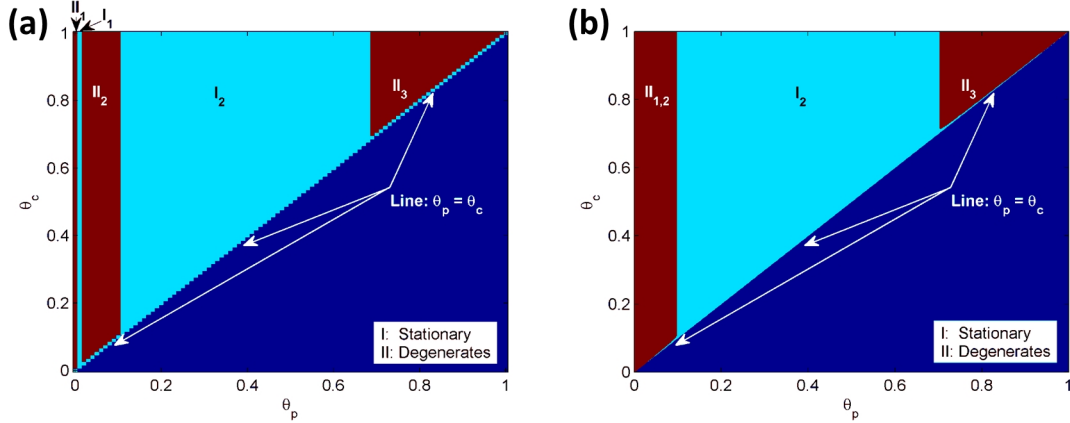 (a)
II₁ I₁
1
0.8
0.6
0.4
0.2
0
θc
II₂
I₂
II₃
Line: θp = θc
I: Stationary
II: Degenerates
0 0.2 0.4 0.6 0.8 1
θp
(b)
1
0.8
0.6
0.4
0.2
0
θc
II₁,₂
I₂
II₃
Line: θp = θc
I: Stationary
II: Degenerates
0 0.2 0.4 0.6 0.8 1
θp